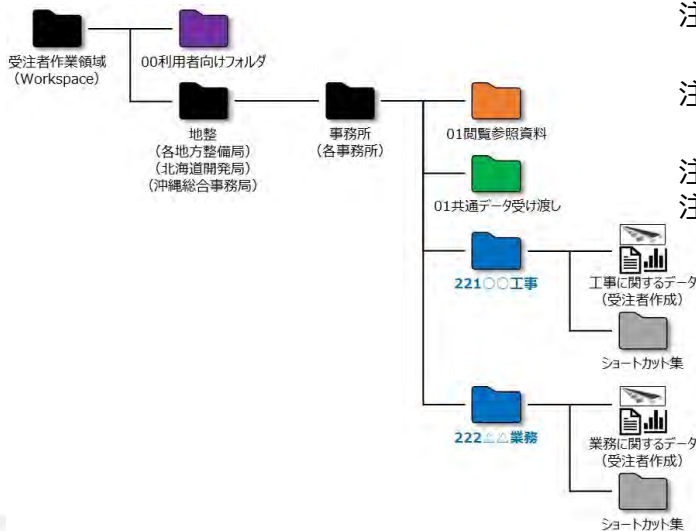 受注者作業領域
（Workspace）
00利用者向けフォルダ
地整
（各地方整備局）
（北海道開発局）
（沖縄総合事務局）
事務所
（各事務所）
01閲覧参照資料
01共通データ受け渡し
221○○工事
工事に関するデータ
（受注者作成）
ショートカット集
222△△業務
業務に関するデータ
（受注者作成）
ショートカット集
注
注
注
注